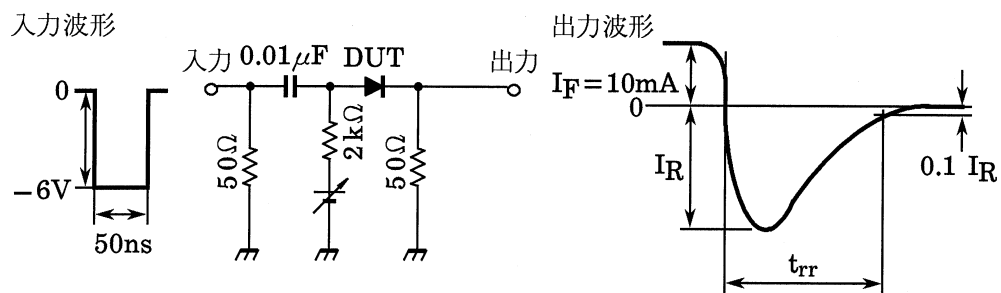 入力波形
0
−6V
50ns
入力
0.01μF
DUT
出力
50Ω
2kΩ
50Ω
出力波形
I_F=10mA
0
I_R
0.1 I_R
t_rr